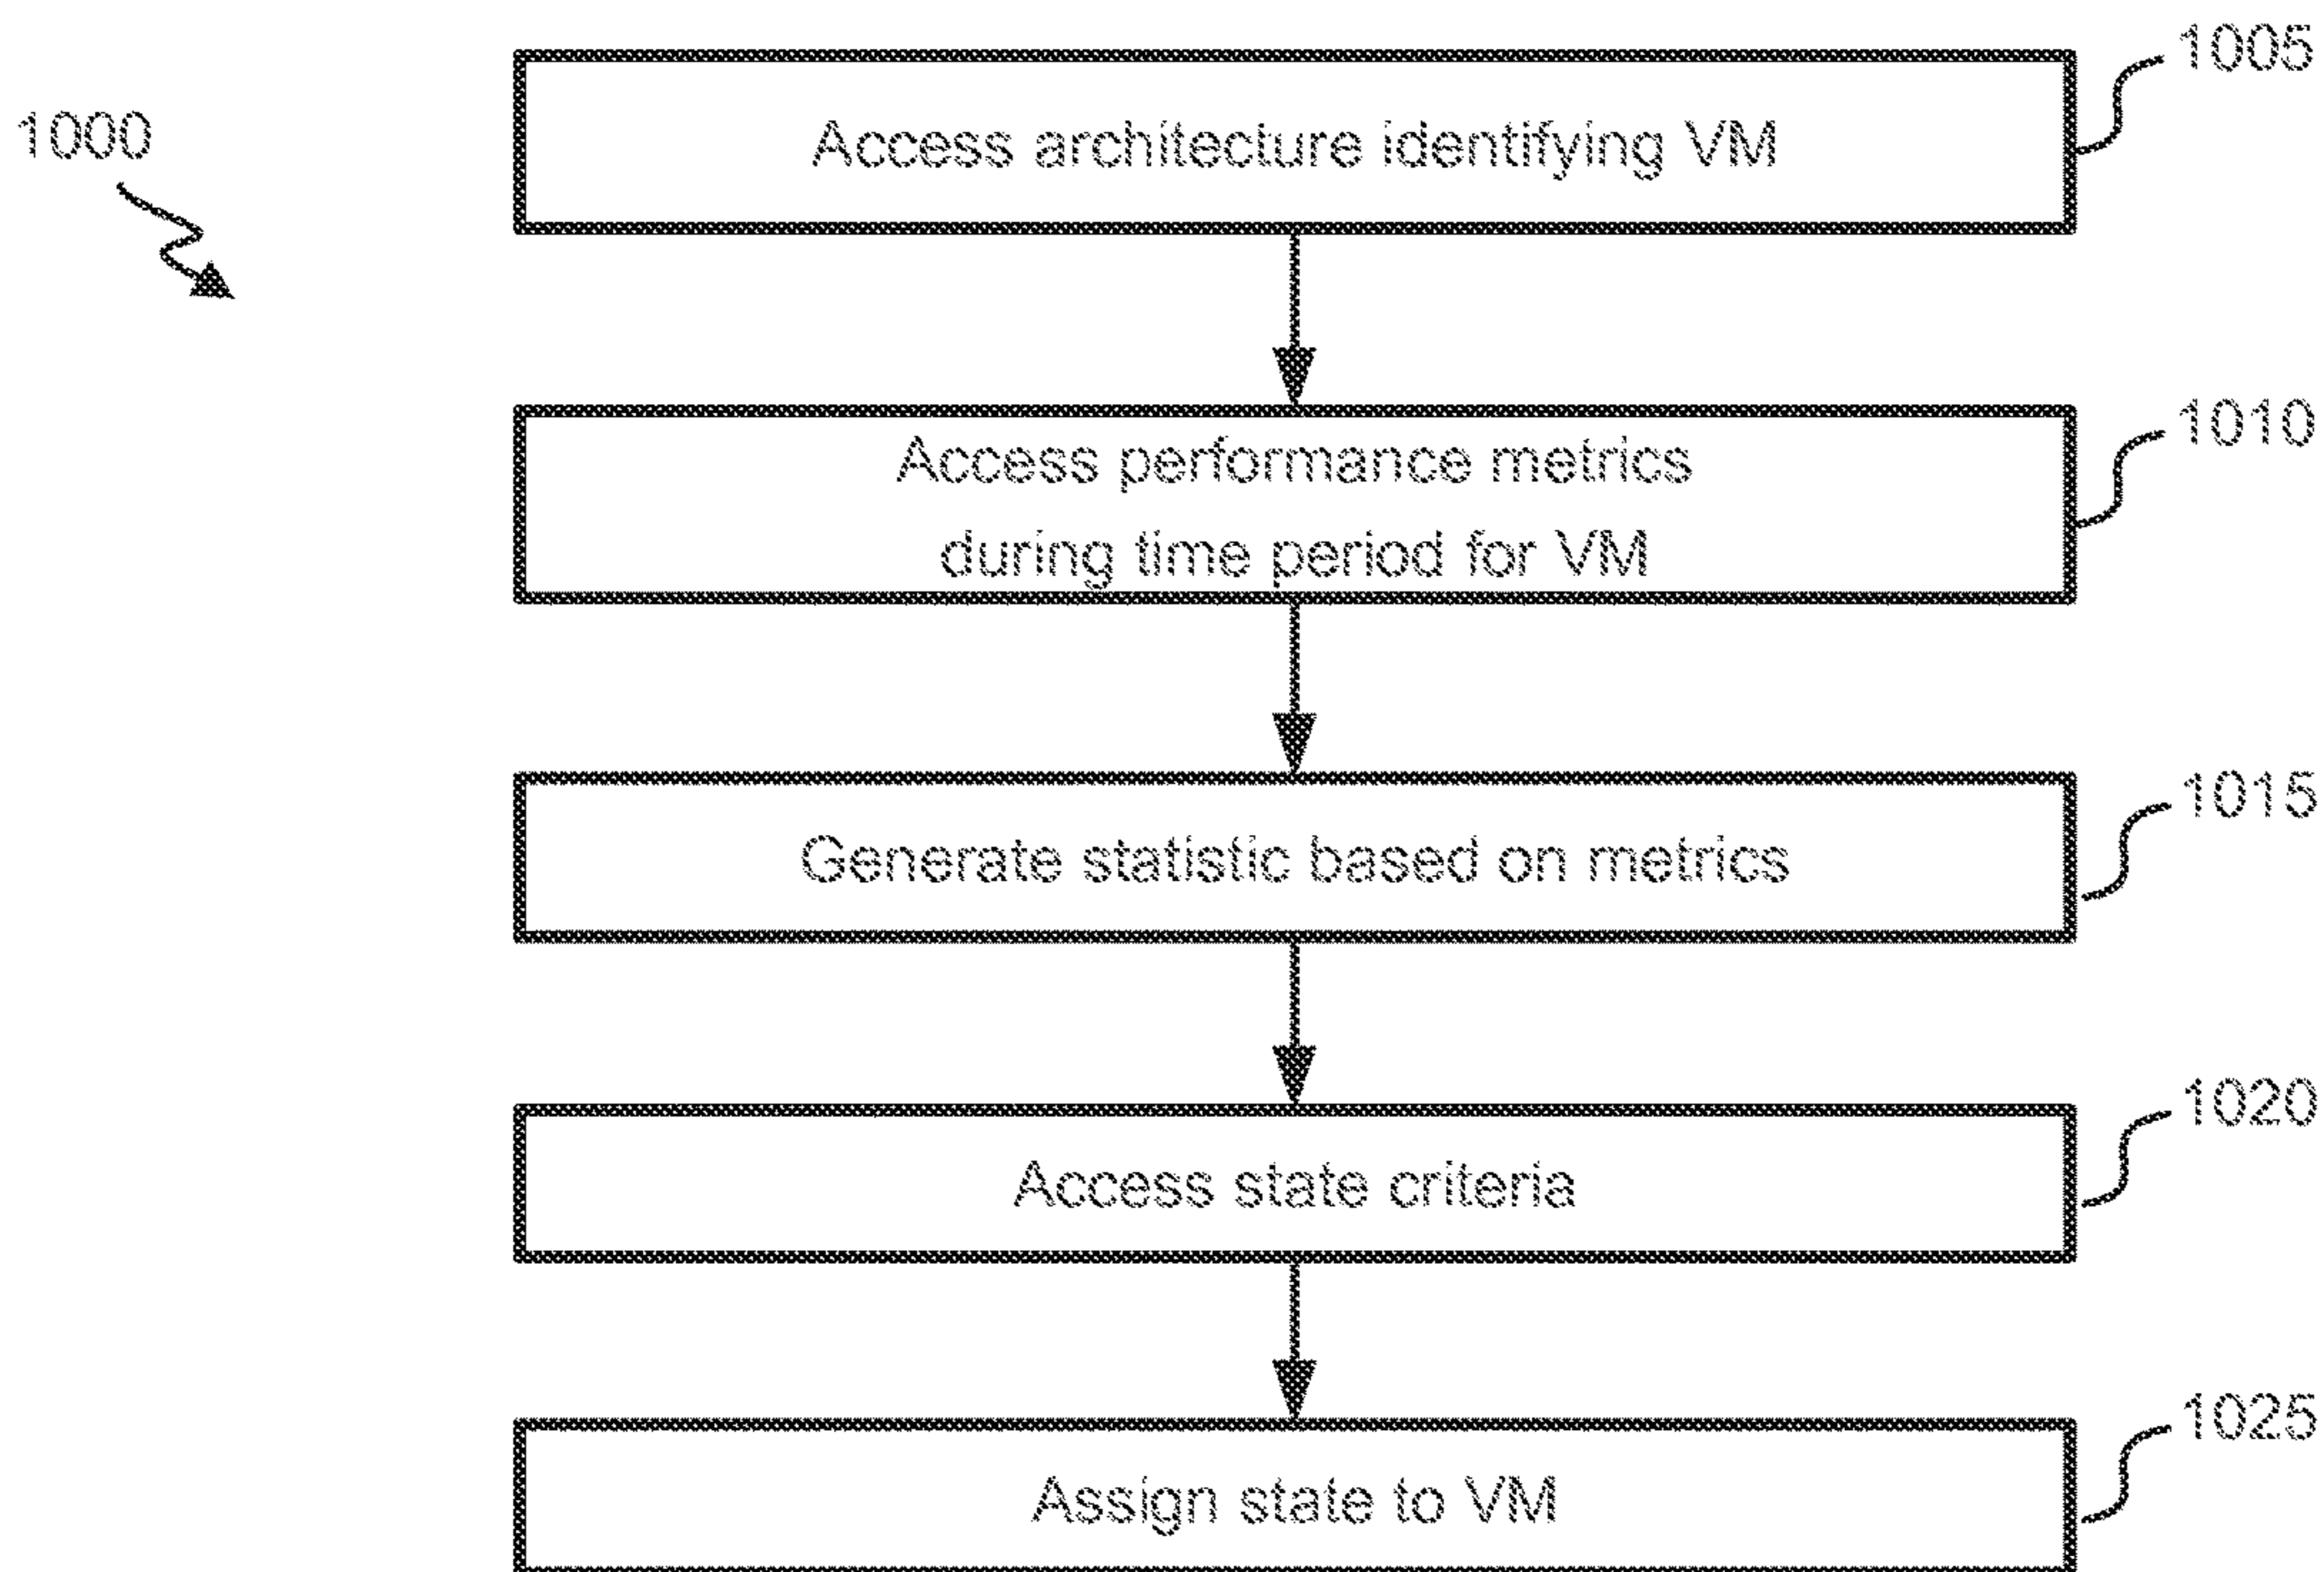 1000
Access architecture identifying VM
1005
Access performance metrics
during time period for VM
1010
Generate statistic based on metrics
1015
Access state criteria
1020
Assign state to VM
1025